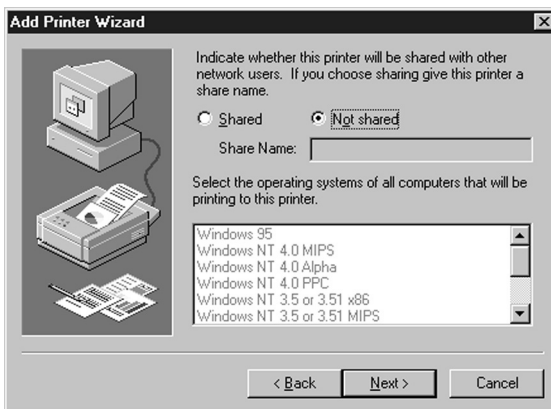 Add Printer Wizard
Indicate whether this printer will be shared with other
network users. If you choose sharing give this printer a
share name.
Shared Not shared
Share Name:
Select the operating systems of all computers that will be
printing to this printer.
Windows 95
Windows NT 4.0 MIPS
Windows NT 4.0 Alpha
Windows NT 4.0 PPC
Windows NT 3.5 or 3.51 x86
Windows NT 3.5 or 3.51 MIPS
< Back Next > Cancel